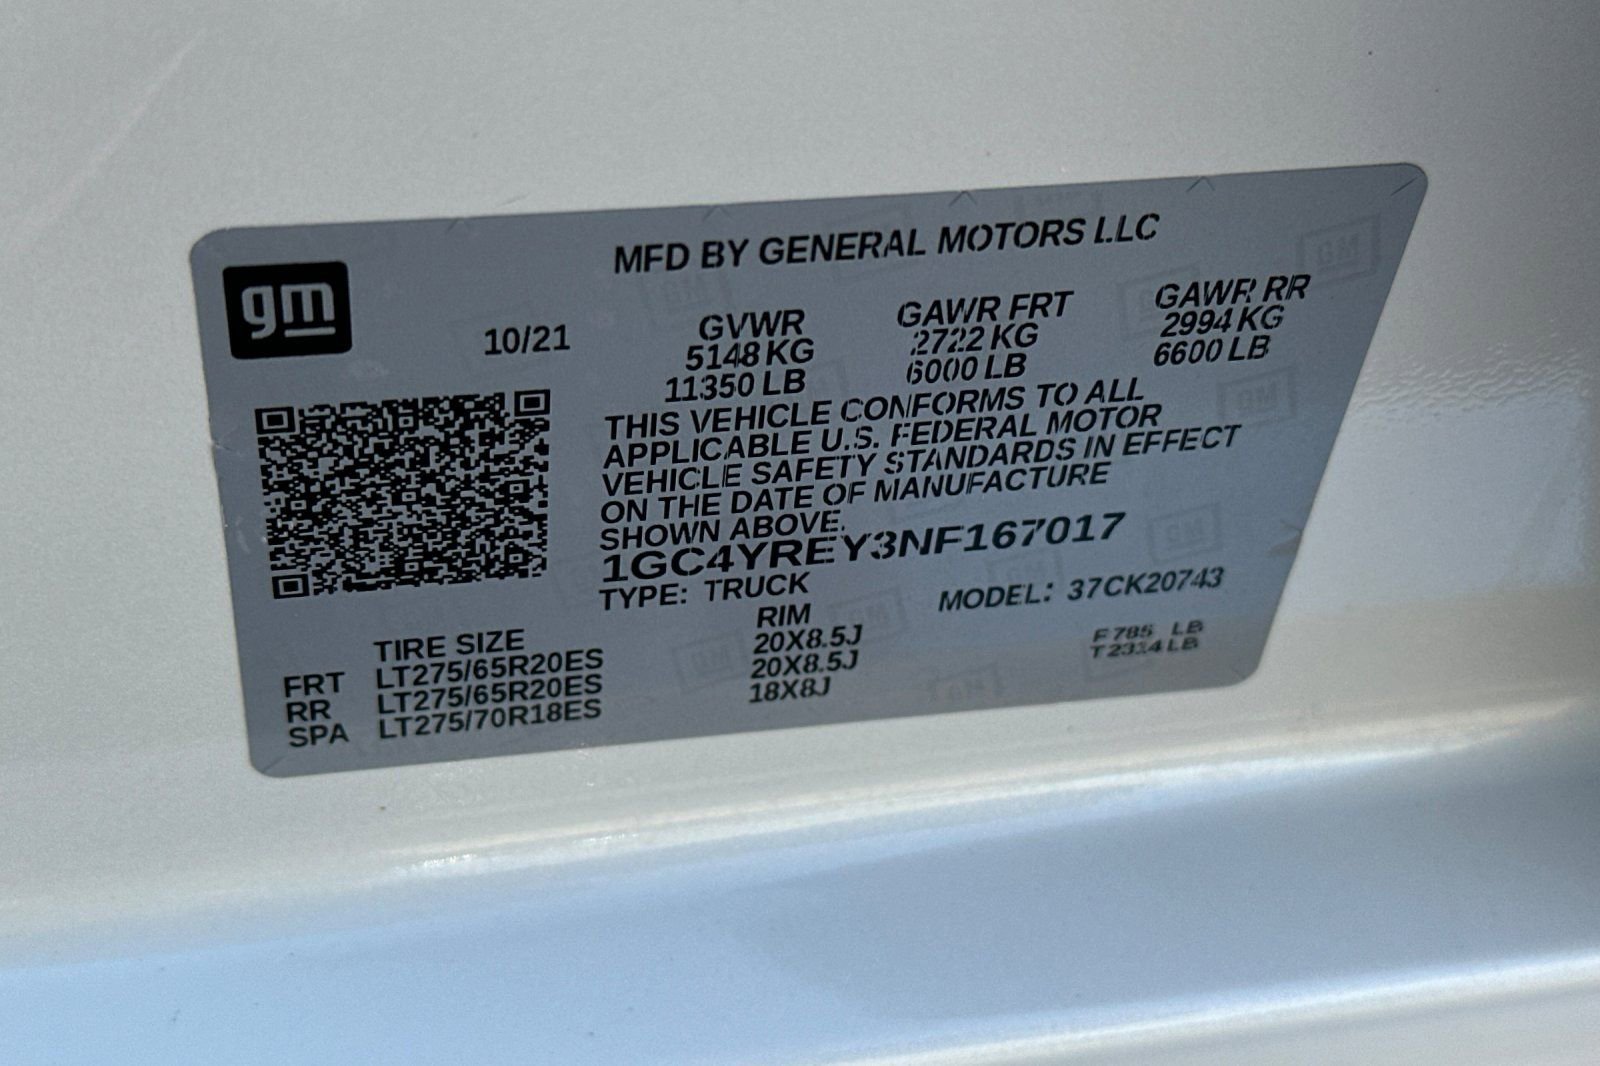 MFD BY GENERAL MOTORS LLC
gm
10/21
GVWR GAWR FRT GAWR RR
5148 KG 2722 KG 2994 KG
11350 LB 6000 LB 6600 LB
THIS VEHICLE CONFORMS TO ALL
APPLICABLE U.S. FEDERAL MOTOR
VEHICLE SAFETY STANDARDS IN EFFECT
ON THE DATE OF MANUFACTURE
SHOWN ABOVE.
1GC4YREY3NF167017
TYPE: TRUCK MODEL: 37CK20743
TIRE SIZE RIM
FRT LT275/65R20ES 20X8.5J
RR LT275/65R20ES 20X8.5J
SPA LT275/70R18ES 18X8J
F 785 LB
T 2314 LB